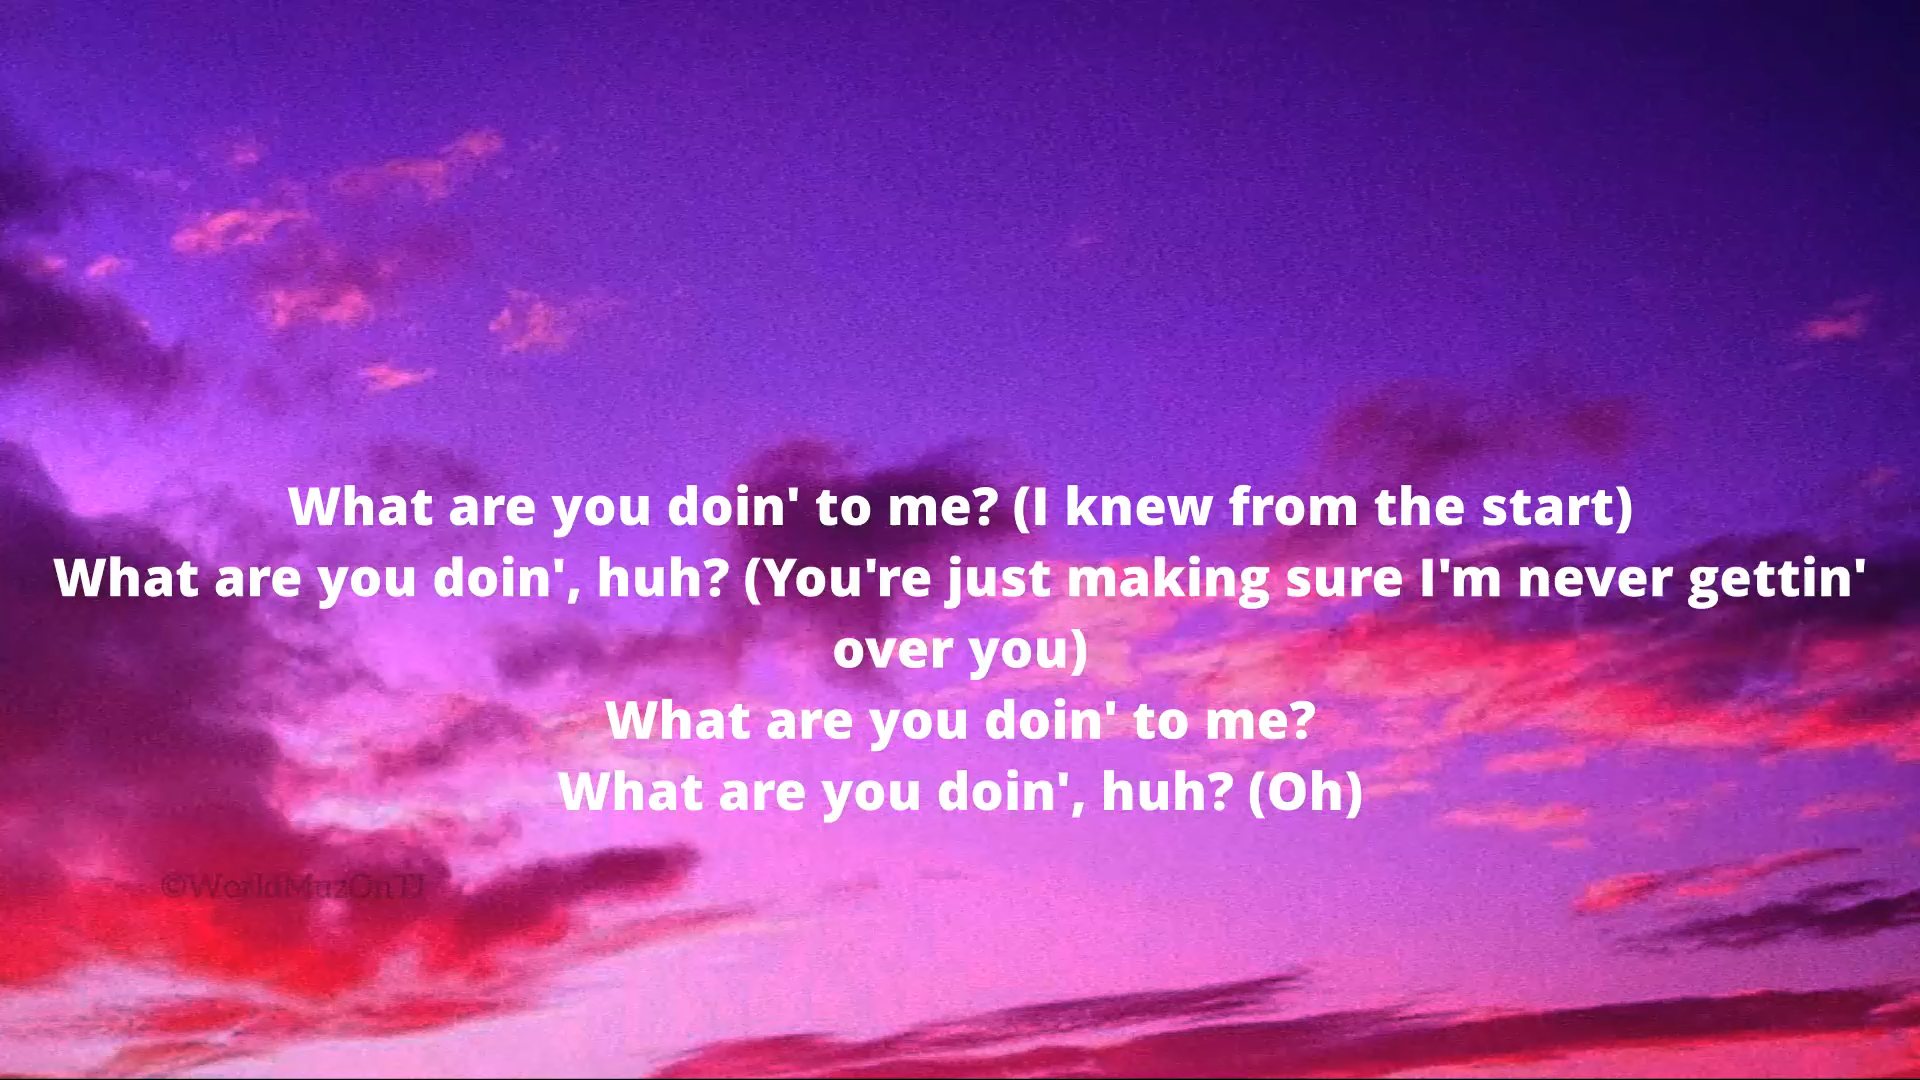 What are you doin' to me? (I knew from the start)
What are you doin', huh? (You're just making sure I'm never gettin'
over you)
What are you doin' to me?
What are you doin', huh? (Oh)
©WorldMuzOnTJ